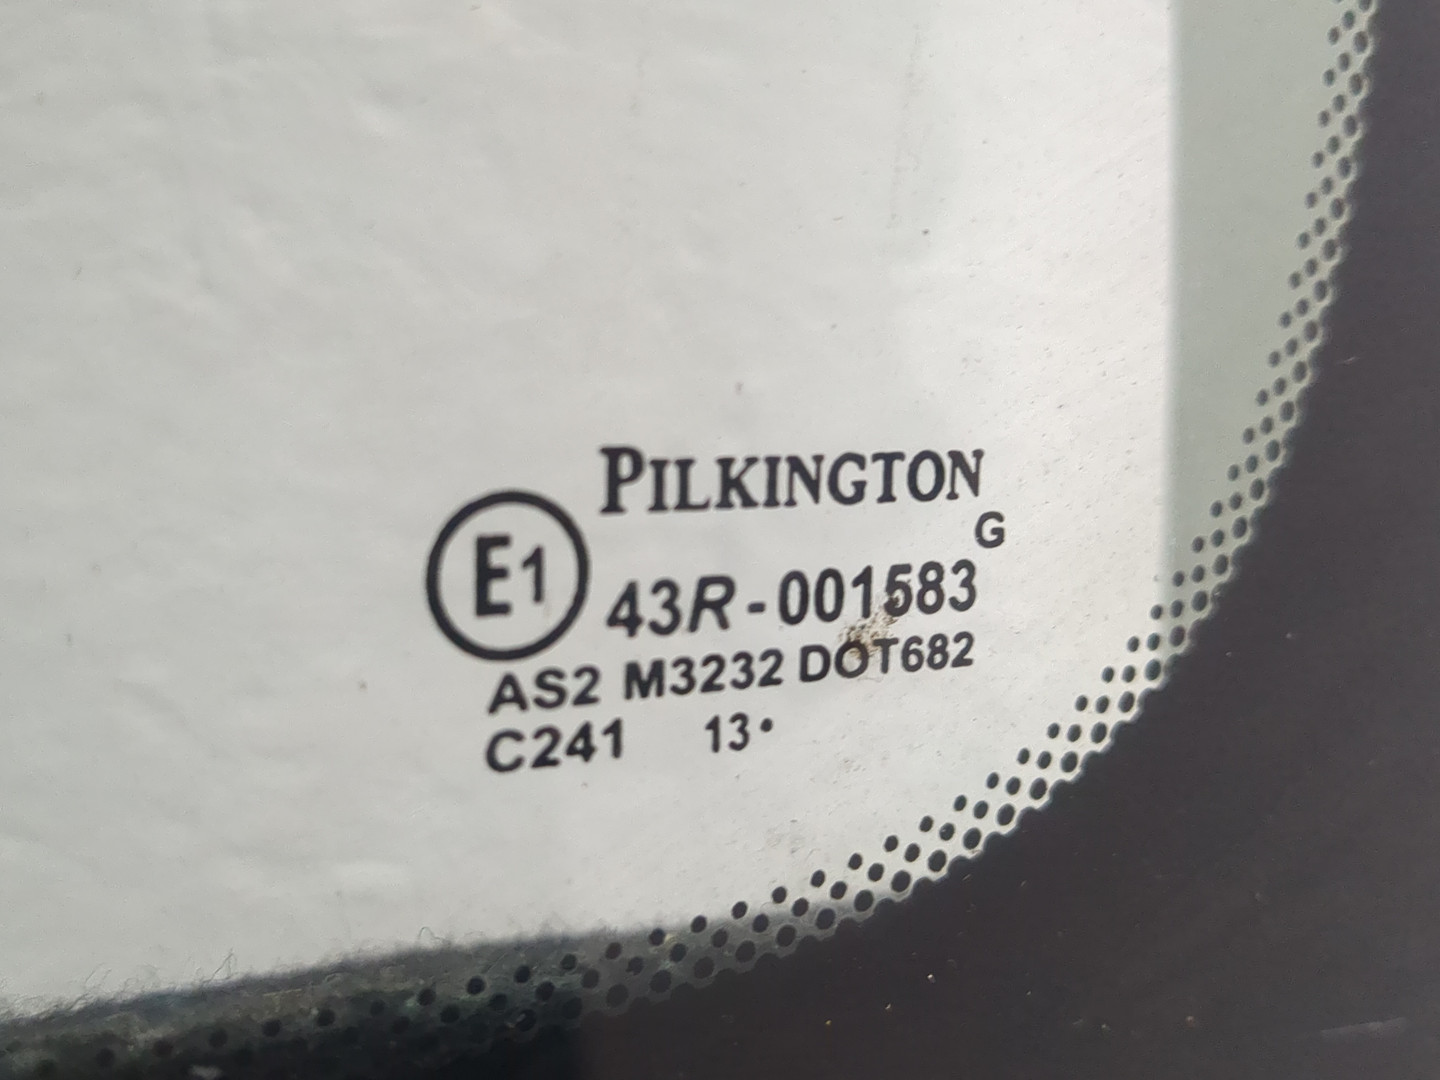 PILKINGTON
G
E1 43R-001583
AS2 M3232 DOT682
C241 13•